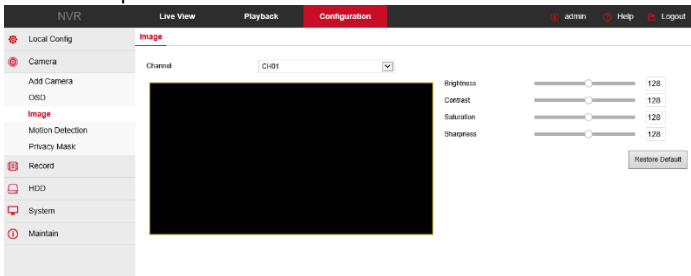 NVR Live View Playback Configuration admin Help Logout
Local Config
Camera
Add Camera
OSD
Image
Motion Detection
Privacy Mask
Record
HDD
System
Maintain
Image
Channel CH01
Brightness 128
Contrast 128
Saturation 128
Sharpness 128
Restore Default